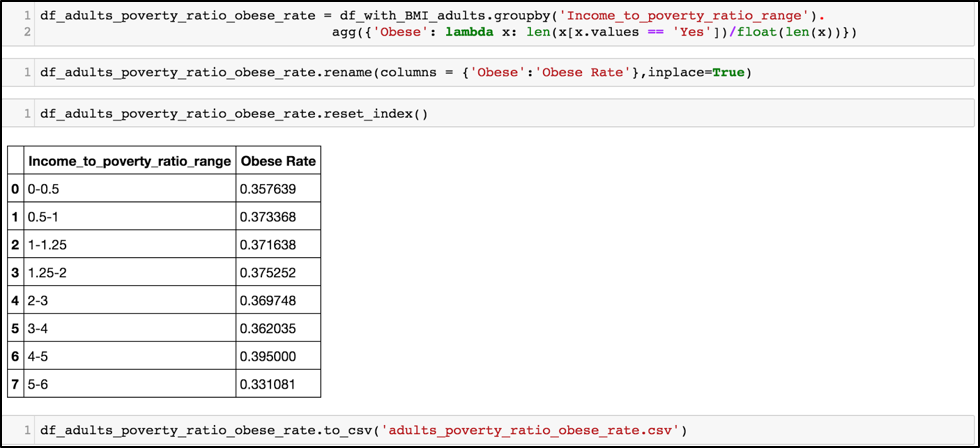 1 df_adults_poverty_ratio_obese_rate = df_with_BMI_adults.groupby('Income_to_poverty_ratio_range').
2 agg({'Obese': lambda x: len(x[x.values == 'Yes'])/float(len(x))})
1 df_adults_poverty_ratio_obese_rate.rename(columns = {'Obese':'Obese Rate'},inplace=True)
1 df_adults_poverty_ratio_obese_rate.reset_index()
Income_to_poverty_ratio_range Obese Rate
0 0-0.5 0.357639
1 0.5-1 0.373368
2 1-1.25 0.371638
3 1.25-2 0.375252
4 2-3 0.369748
5 3-4 0.362035
6 4-5 0.395000
7 5-6 0.331081
1 df_adults_poverty_ratio_obese_rate.to_csv('adults_poverty_ratio_obese_rate.csv')